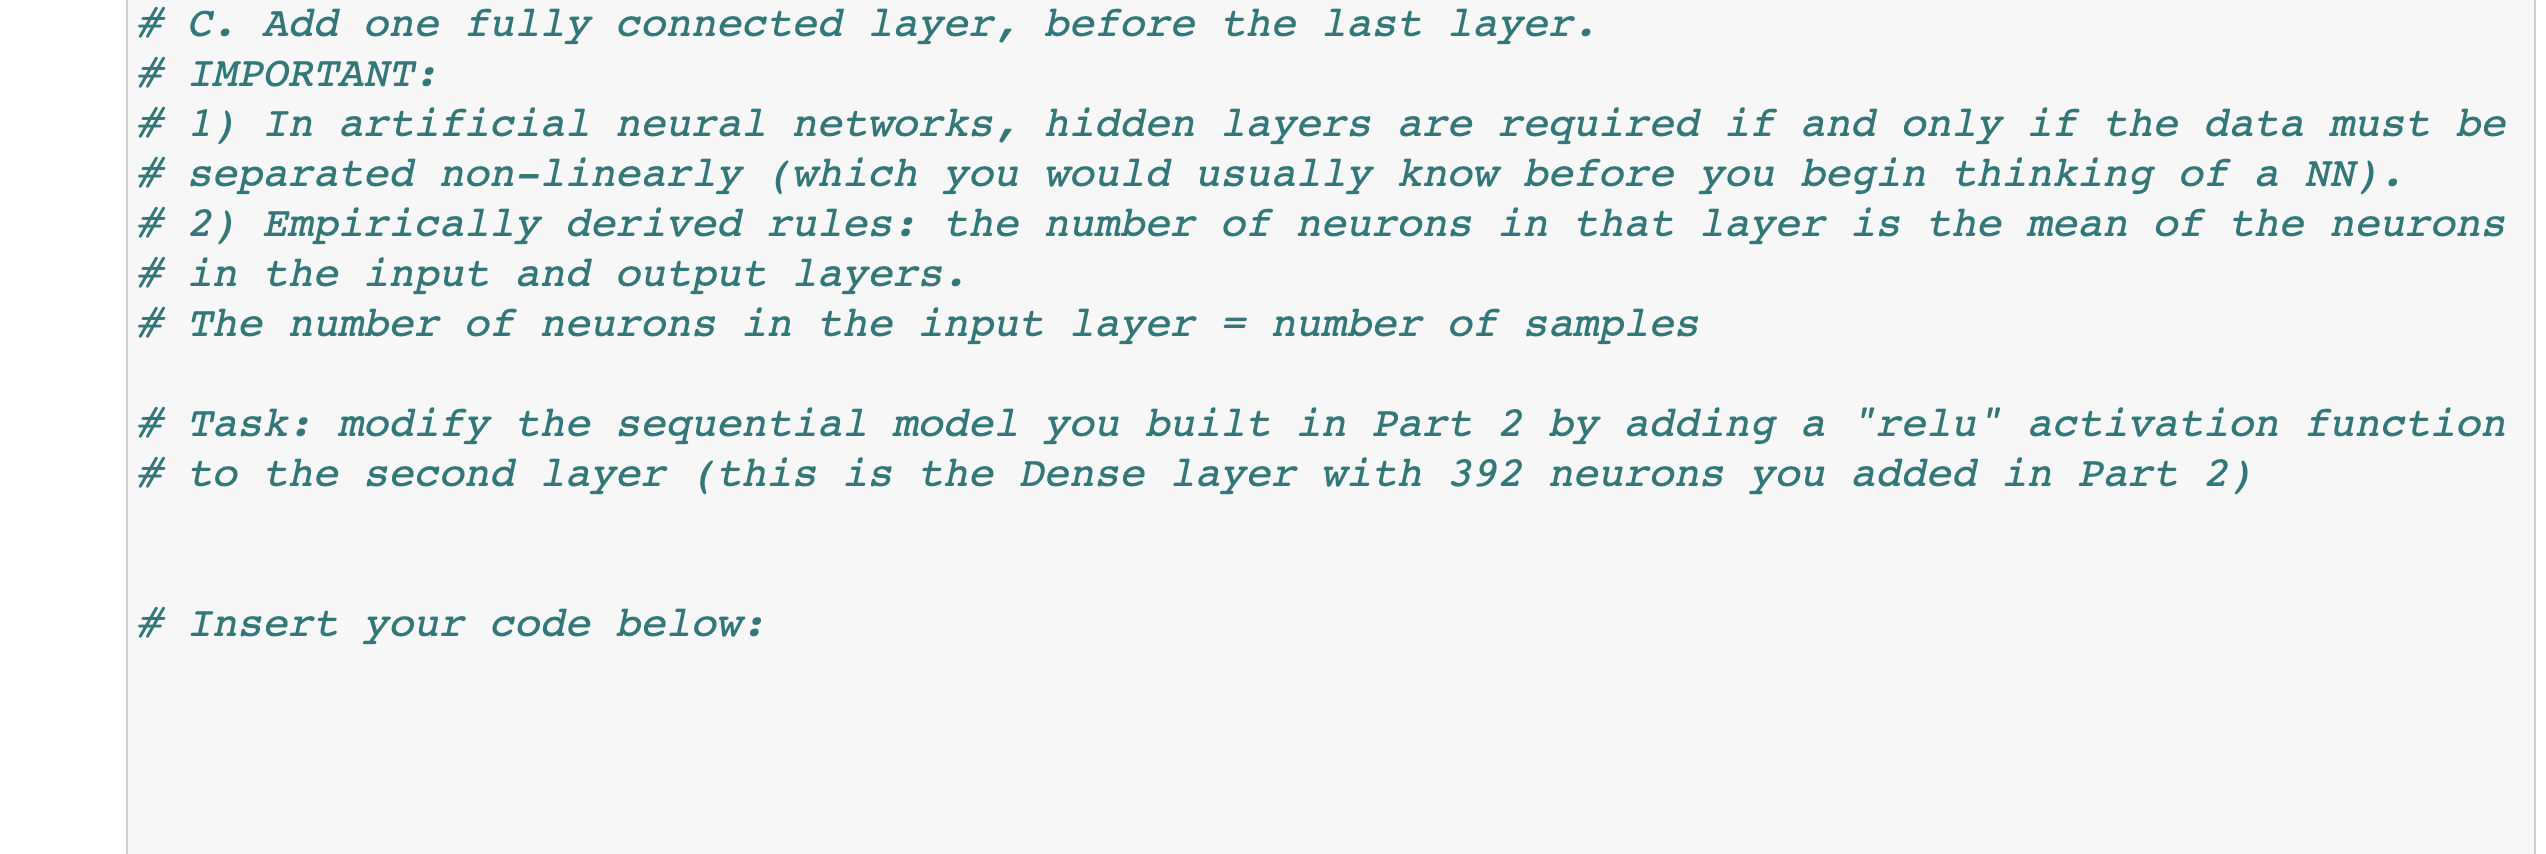 # C. Add one fully connected layer, before the last layer.
# IMPORTANT:
# 1) In artificial neural networks, hidden layers are required if and only if the data must be
# separated non-linearly (which you would usually know before you begin thinking of a NN).
# 2) Empirically derived rules: the number of neurons in that layer is the mean of the neurons
# in the input and output layers.
# The number of neurons in the input layer = number of samples
# Task: modify the sequential model you built in Part 2 by adding a "relu" activation function
# to the second layer (this is the Dense layer with 392 neurons you added in Part 2)
# Insert your code below: